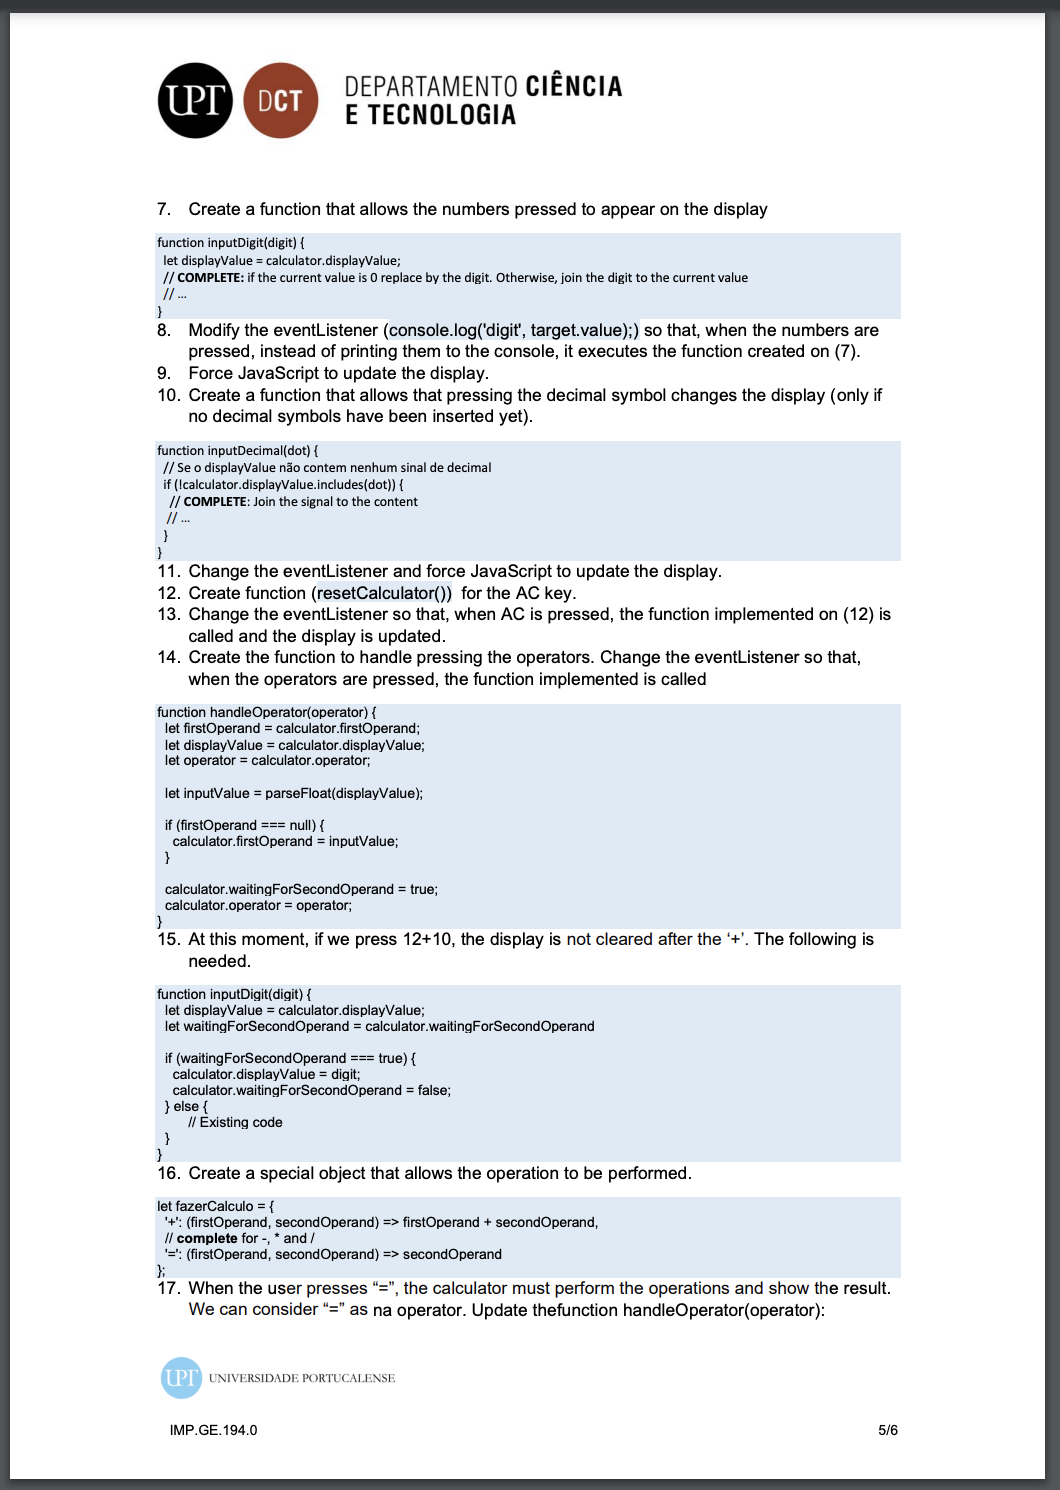 UPT DCT DEPARTAMENTO CIÊNCIA
E TECNOLOGIA
7. Create a function that allows the numbers pressed to appear on the display
function inputDigit(digit) {
let displayValue = calculator.displayValue;
// COMPLETE: if the current value is 0 replace by the digit. Otherwise, join the digit to the current value
// ...
}
8. Modify the eventListener (console.log('digit', target.value);) so that, when the numbers are
pressed, instead of printing them to the console, it executes the function created on (7).
9. Force JavaScript to update the display.
10. Create a function that allows that pressing the decimal symbol changes the display (only if
no decimal symbols have been inserted yet).
function inputDecimal(dot) {
// Se o displayValue não contem nenhum sinal de decimal
if (!calculator.displayValue.includes(dot)) {
// COMPLETE: Join the signal to the content
// ...
}
}
11. Change the eventListener and force JavaScript to update the display.
12. Create function (resetCalculator()) for the AC key.
13. Change the eventListener so that, when AC is pressed, the function implemented on (12) is
called and the display is updated.
14. Create the function to handle pressing the operators. Change the eventListener so that,
when the operators are pressed, the function implemented is called
function handleOperator(operator) {
let firstOperand = calculator.firstOperand;
let displayValue = calculator.displayValue;
let operator = calculator.operator;
let inputValue = parseFloat(displayValue);
if (firstOperand === null) {
calculator.firstOperand = inputValue;
}
calculator.waitingForSecondOperand = true;
calculator.operator = operator;
}
15. At this moment, if we press 12+10, the display is not cleared after the ‘+’. The following is
needed.
function inputDigit(digit) {
let displayValue = calculator.displayValue;
let waitingForSecondOperand = calculator.waitingForSecondOperand
if (waitingForSecondOperand === true) {
calculator.displayValue = digit;
calculator.waitingForSecondOperand = false;
} else {
// Existing code
}
}
16. Create a special object that allows the operation to be performed.
let fazerCalculo = {
'+': (firstOperand, secondOperand) => firstOperand + secondOperand,
// complete for -, * and /
'=': (firstOperand, secondOperand) => secondOperand
};
17. When the user presses “=”, the calculator must perform the operations and show the result.
We can consider “=” as na operator. Update thefunction handleOperator(operator):
UPT UNIVERSIDADE PORTUCALENSE
IMP.GE.194.0 5/6